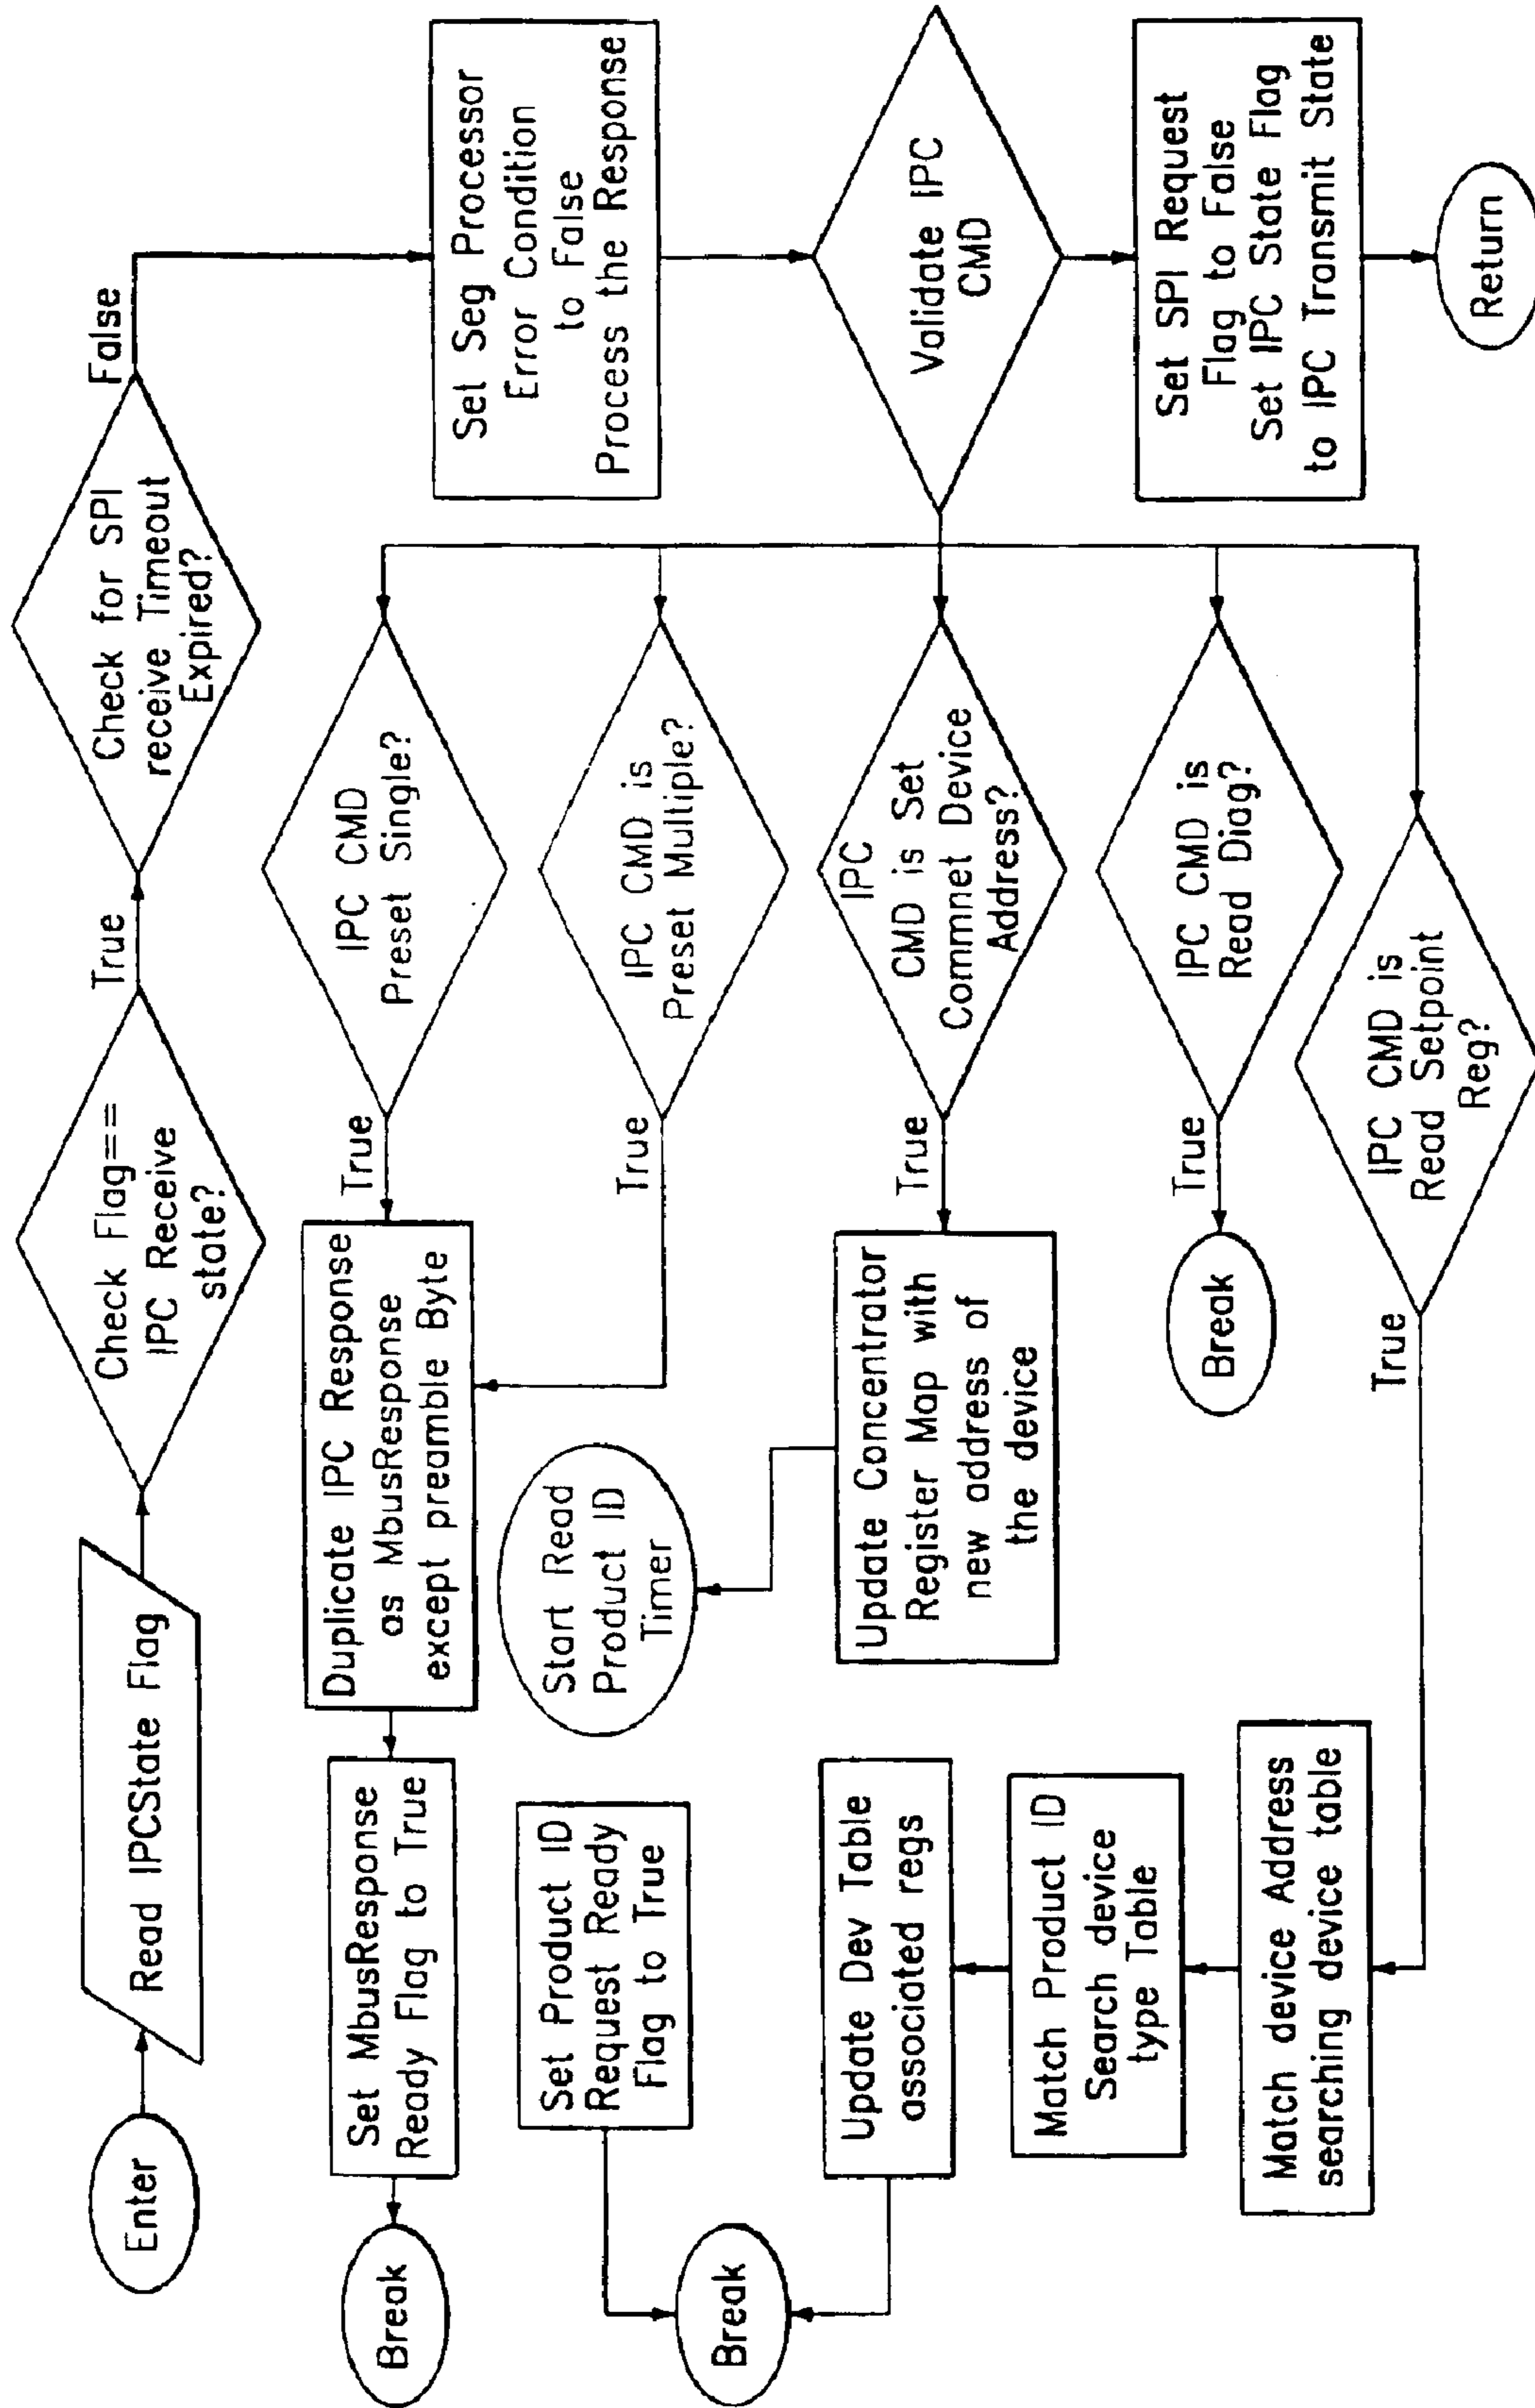 Enter
Read IPCState Flag
Check Flag==
IPC Receive
state?
True
Check for SPI
receive Timeout
Expired?
False
Set Seg Processor
Error Condition
to False
Process the Response
Validate IPC
CMD
Set SPI Request
Flag to False
Set IPC State Flag
to IPC Transmit State
Return
IPC CMD
Preset Single?
True
Duplicate IPC Response
as MbusResponse
except preamble Byte
Set MbusResponse
Ready Flag to True
Break
IPC CMD is
Preset Multiple?
True
IPC
CMD is Set
Commnet Device
Address?
True
Update Concentrator
Register Map with
new address of
the device
Start Read
Product ID
Timer
Set Product ID
Request Ready
Flag to True
Break
IPC CMD is
Read Diag?
True
Break
IPC CMD is
Read Setpoint
Reg?
True
Match device Address
searching device table
Match Product ID
Search device
type Table
Update Dev Table
associated regs